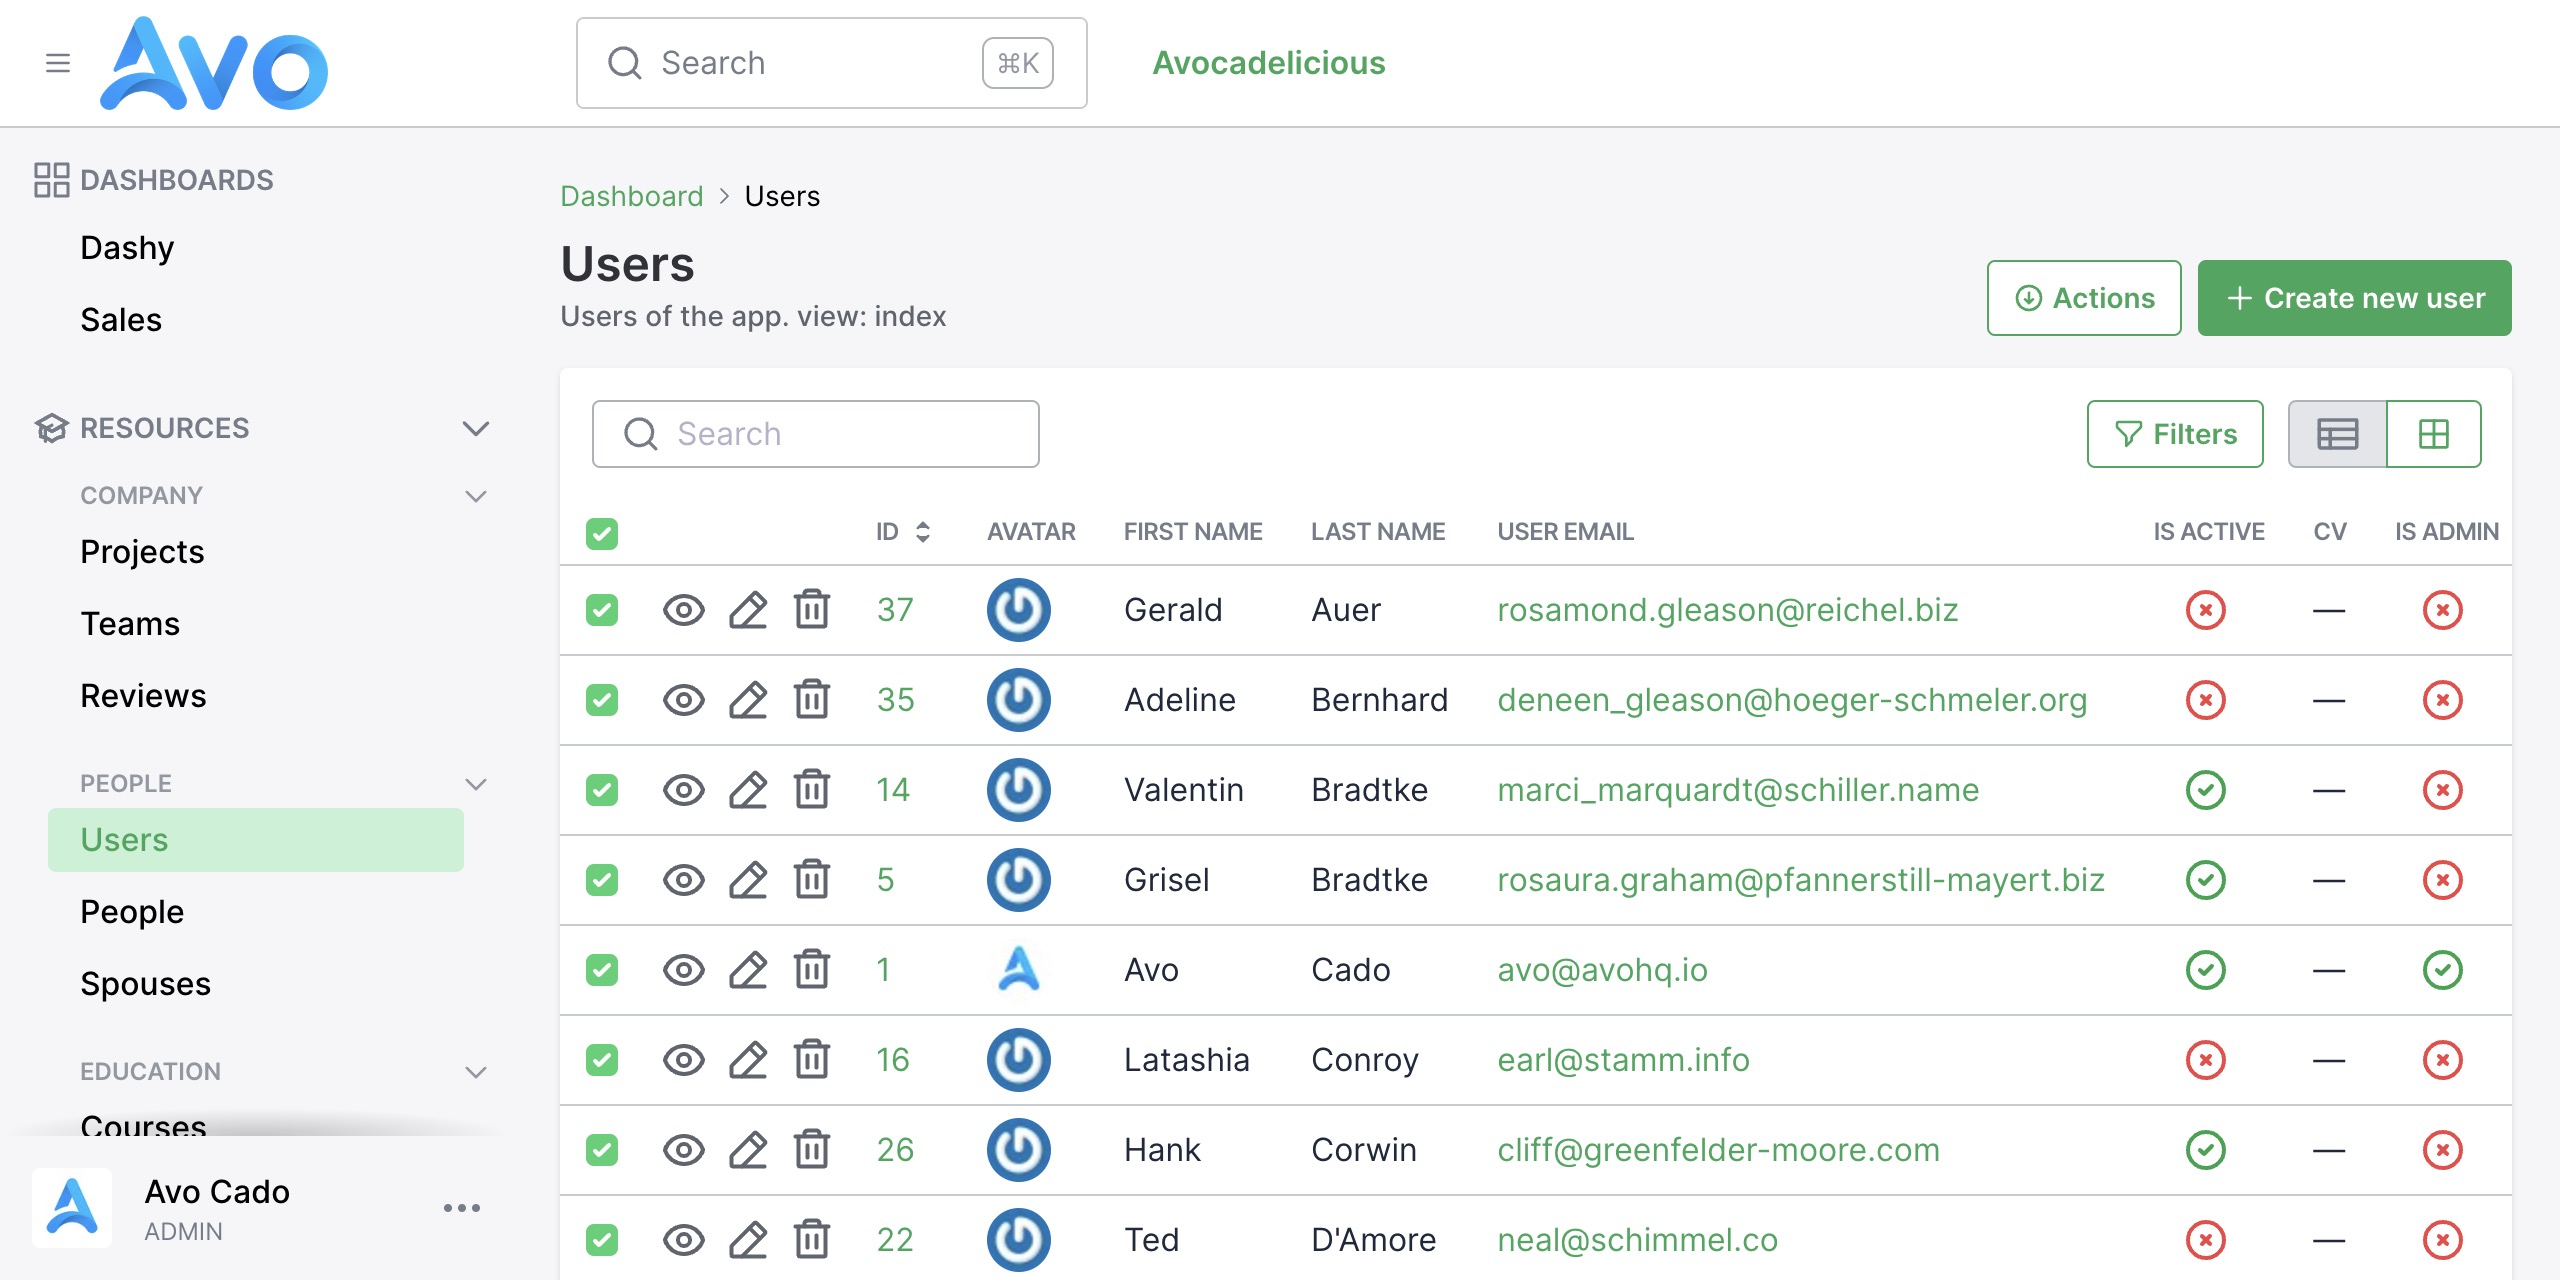 Avo
Search ⌘K
Avocadelicious
DASHBOARDS
Dashy
Sales
RESOURCES
COMPANY
Projects
Teams
Reviews
PEOPLE
Users
People
Spouses
EDUCATION
Courses
Avo Cado
ADMIN
Dashboard > Users
Users
Users of the app. view: index
Actions
+ Create new user
Search
Filters
ID AVATAR FIRST NAME LAST NAME USER EMAIL IS ACTIVE CV IS ADMIN
37 Gerald Auer rosamond.gleason@reichel.biz —
35 Adeline Bernhard deneen_gleason@hoeger-schmeler.org —
14 Valentin Bradtke marci_marquardt@schiller.name —
5 Grisel Bradtke rosaura.graham@pfannerstill-mayert.biz —
1 Avo Cado avo@avohq.io —
16 Latashia Conroy earl@stamm.info —
26 Hank Corwin cliff@greenfelder-moore.com —
22 Ted D'Amore neal@schimmel.co —